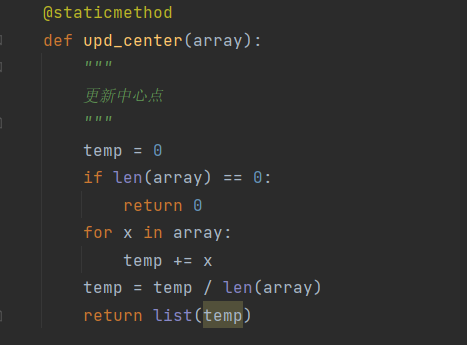 @staticmethod
def upd_center(array):
    """
    更新中心点
    """
    temp = 0
    if len(array) == 0:
        return 0
    for x in array:
        temp += x
    temp = temp / len(array)
    return list(temp)